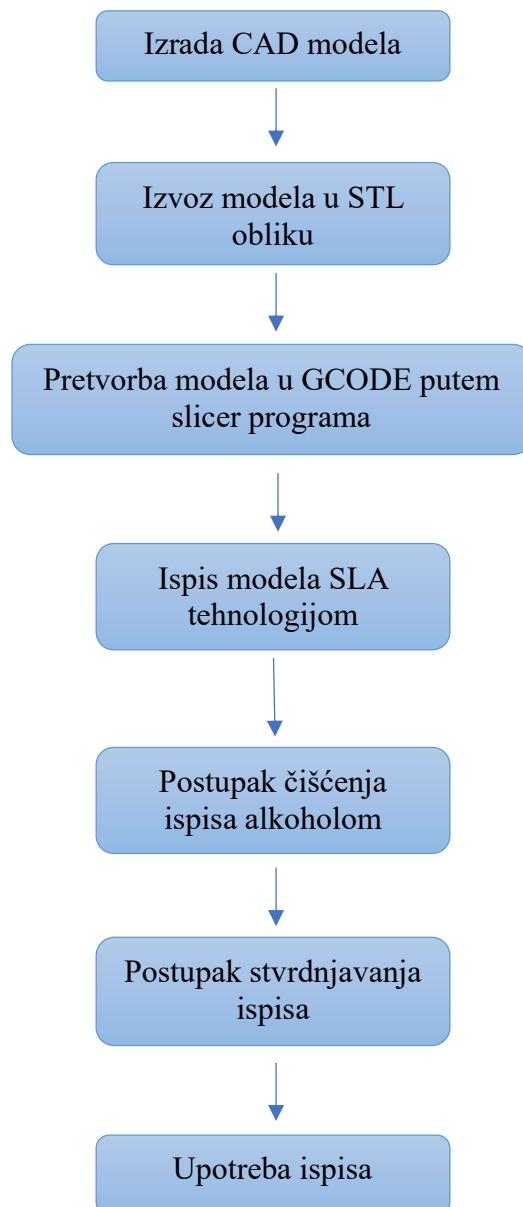 Izrada CAD modela
Izvoz modela u STL
obliku
Pretvorba modela u GCODE putem
slicer programa
Ispis modela SLA
tehnologijom
Postupak čišćenja
ispisa alkoholom
Postupak stvrdnjavanja
ispisa
Upotreba ispisa